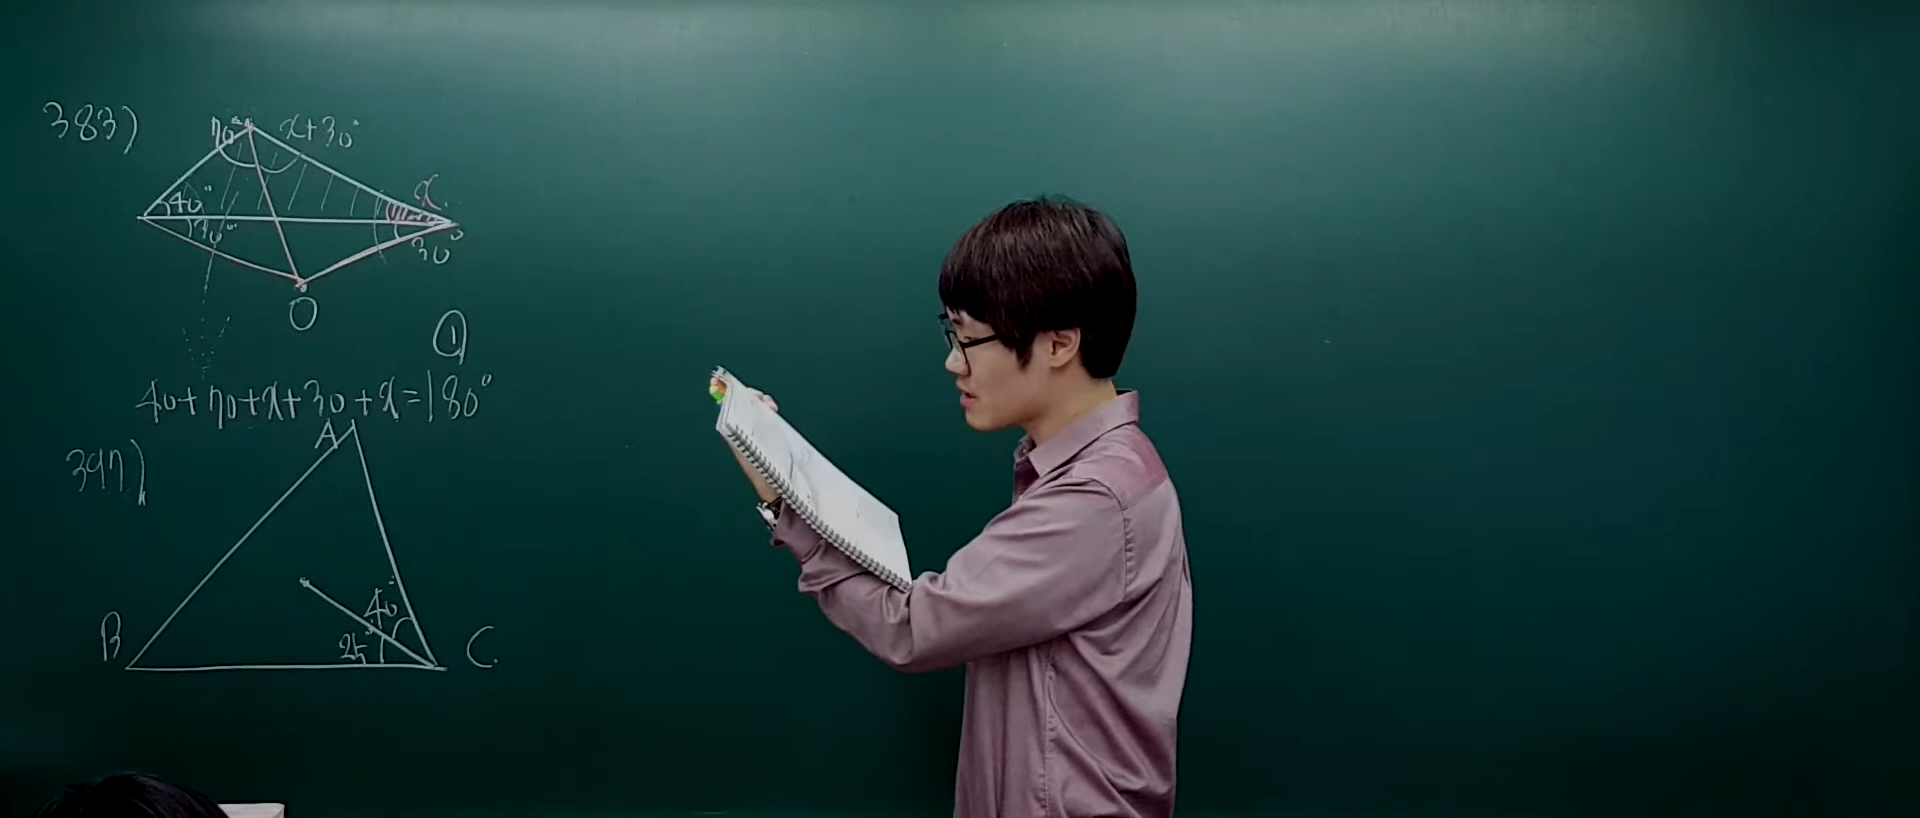 383)
70° x+30°
40° x
30° 30°
O
①
40+70+x+30+x=180°
397)
A
40°
25°
B C